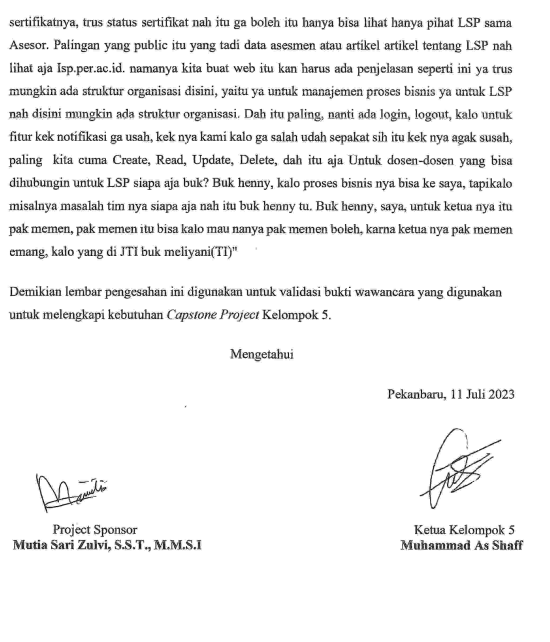 sertifikatnya, trus status sertifikat nah itu ga boleh itu hanya bisa lihat hanya pihat LSP sama
Asesor. Palingan yang public itu yang tadi data asesmen atau artikel artikel tentang LSP nah
lihat aja Isp.per.ac.id. namanya kita buat web itu kan harus ada penjelasan seperti ini ya trus
mungkin ada struktur organisasi disini, yaitu ya untuk manajemen proses bisnis ya untuk LSP
nah disini mungkin ada struktur organisasi. Dah itu paling, nanti ada login, logout, kalo untuk
fitur kek notifikasi ga usah, kek nya kami kalo ga salah udah sepakat sih itu kek nya agak susah,
paling kita cuma Create, Read, Update, Delete, dah itu aja Untuk dosen-dosen yang bisa
dihubungin untuk LSP siapa aja buk? Buk henny, kalo proses bisnis nya bisa ke saya, tapikalo
misalnya masalah tim nya siapa aja nah itu buk henny tu. Buk henny, saya, untuk ketua nya itu
pak memen, pak memen itu bisa kalo mau nanya pak memen boleh, karna ketua nya pak memen
emang, kalo yang di JTI buk meliyani(TI)"
Demikian lembar pengesahan ini digunakan untuk validasi bukti wawancara yang digunakan
untuk melengkapi kebutuhan Capstone Project Kelompok 5.
Mengetahui
Pekanbaru, 11 Juli 2023
Project Sponsor
Mutia Sari Zulvi, S.S.T., M.M.S.I
Ketua Kelompok 5
Muhammad As Shaff